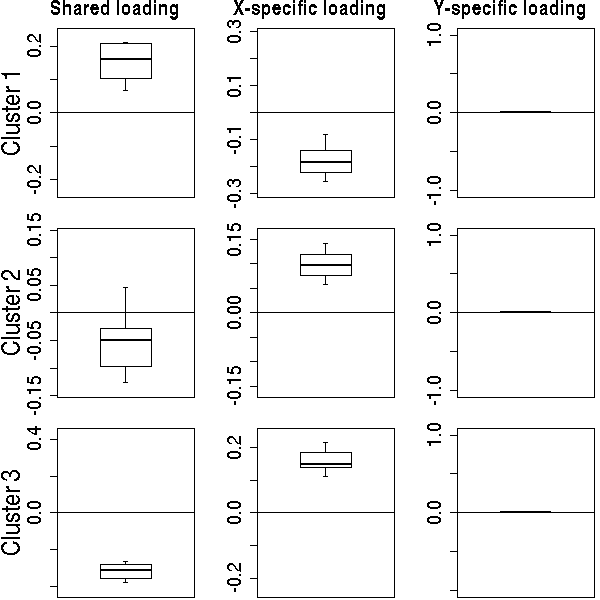 Shared loading X-specific loading Y-specific loading
Cluster 1
0.2 0.0 -0.2
0.3 0.1 -0.1 -0.3
1.0 0.0 -1.0
Cluster 2
0.15 0.05 -0.05 -0.15
0.15 0.00 -0.15
1.0 0.0 -1.0
Cluster 3
0.4 0.0
0.2 0.0 -0.2
1.0 0.0